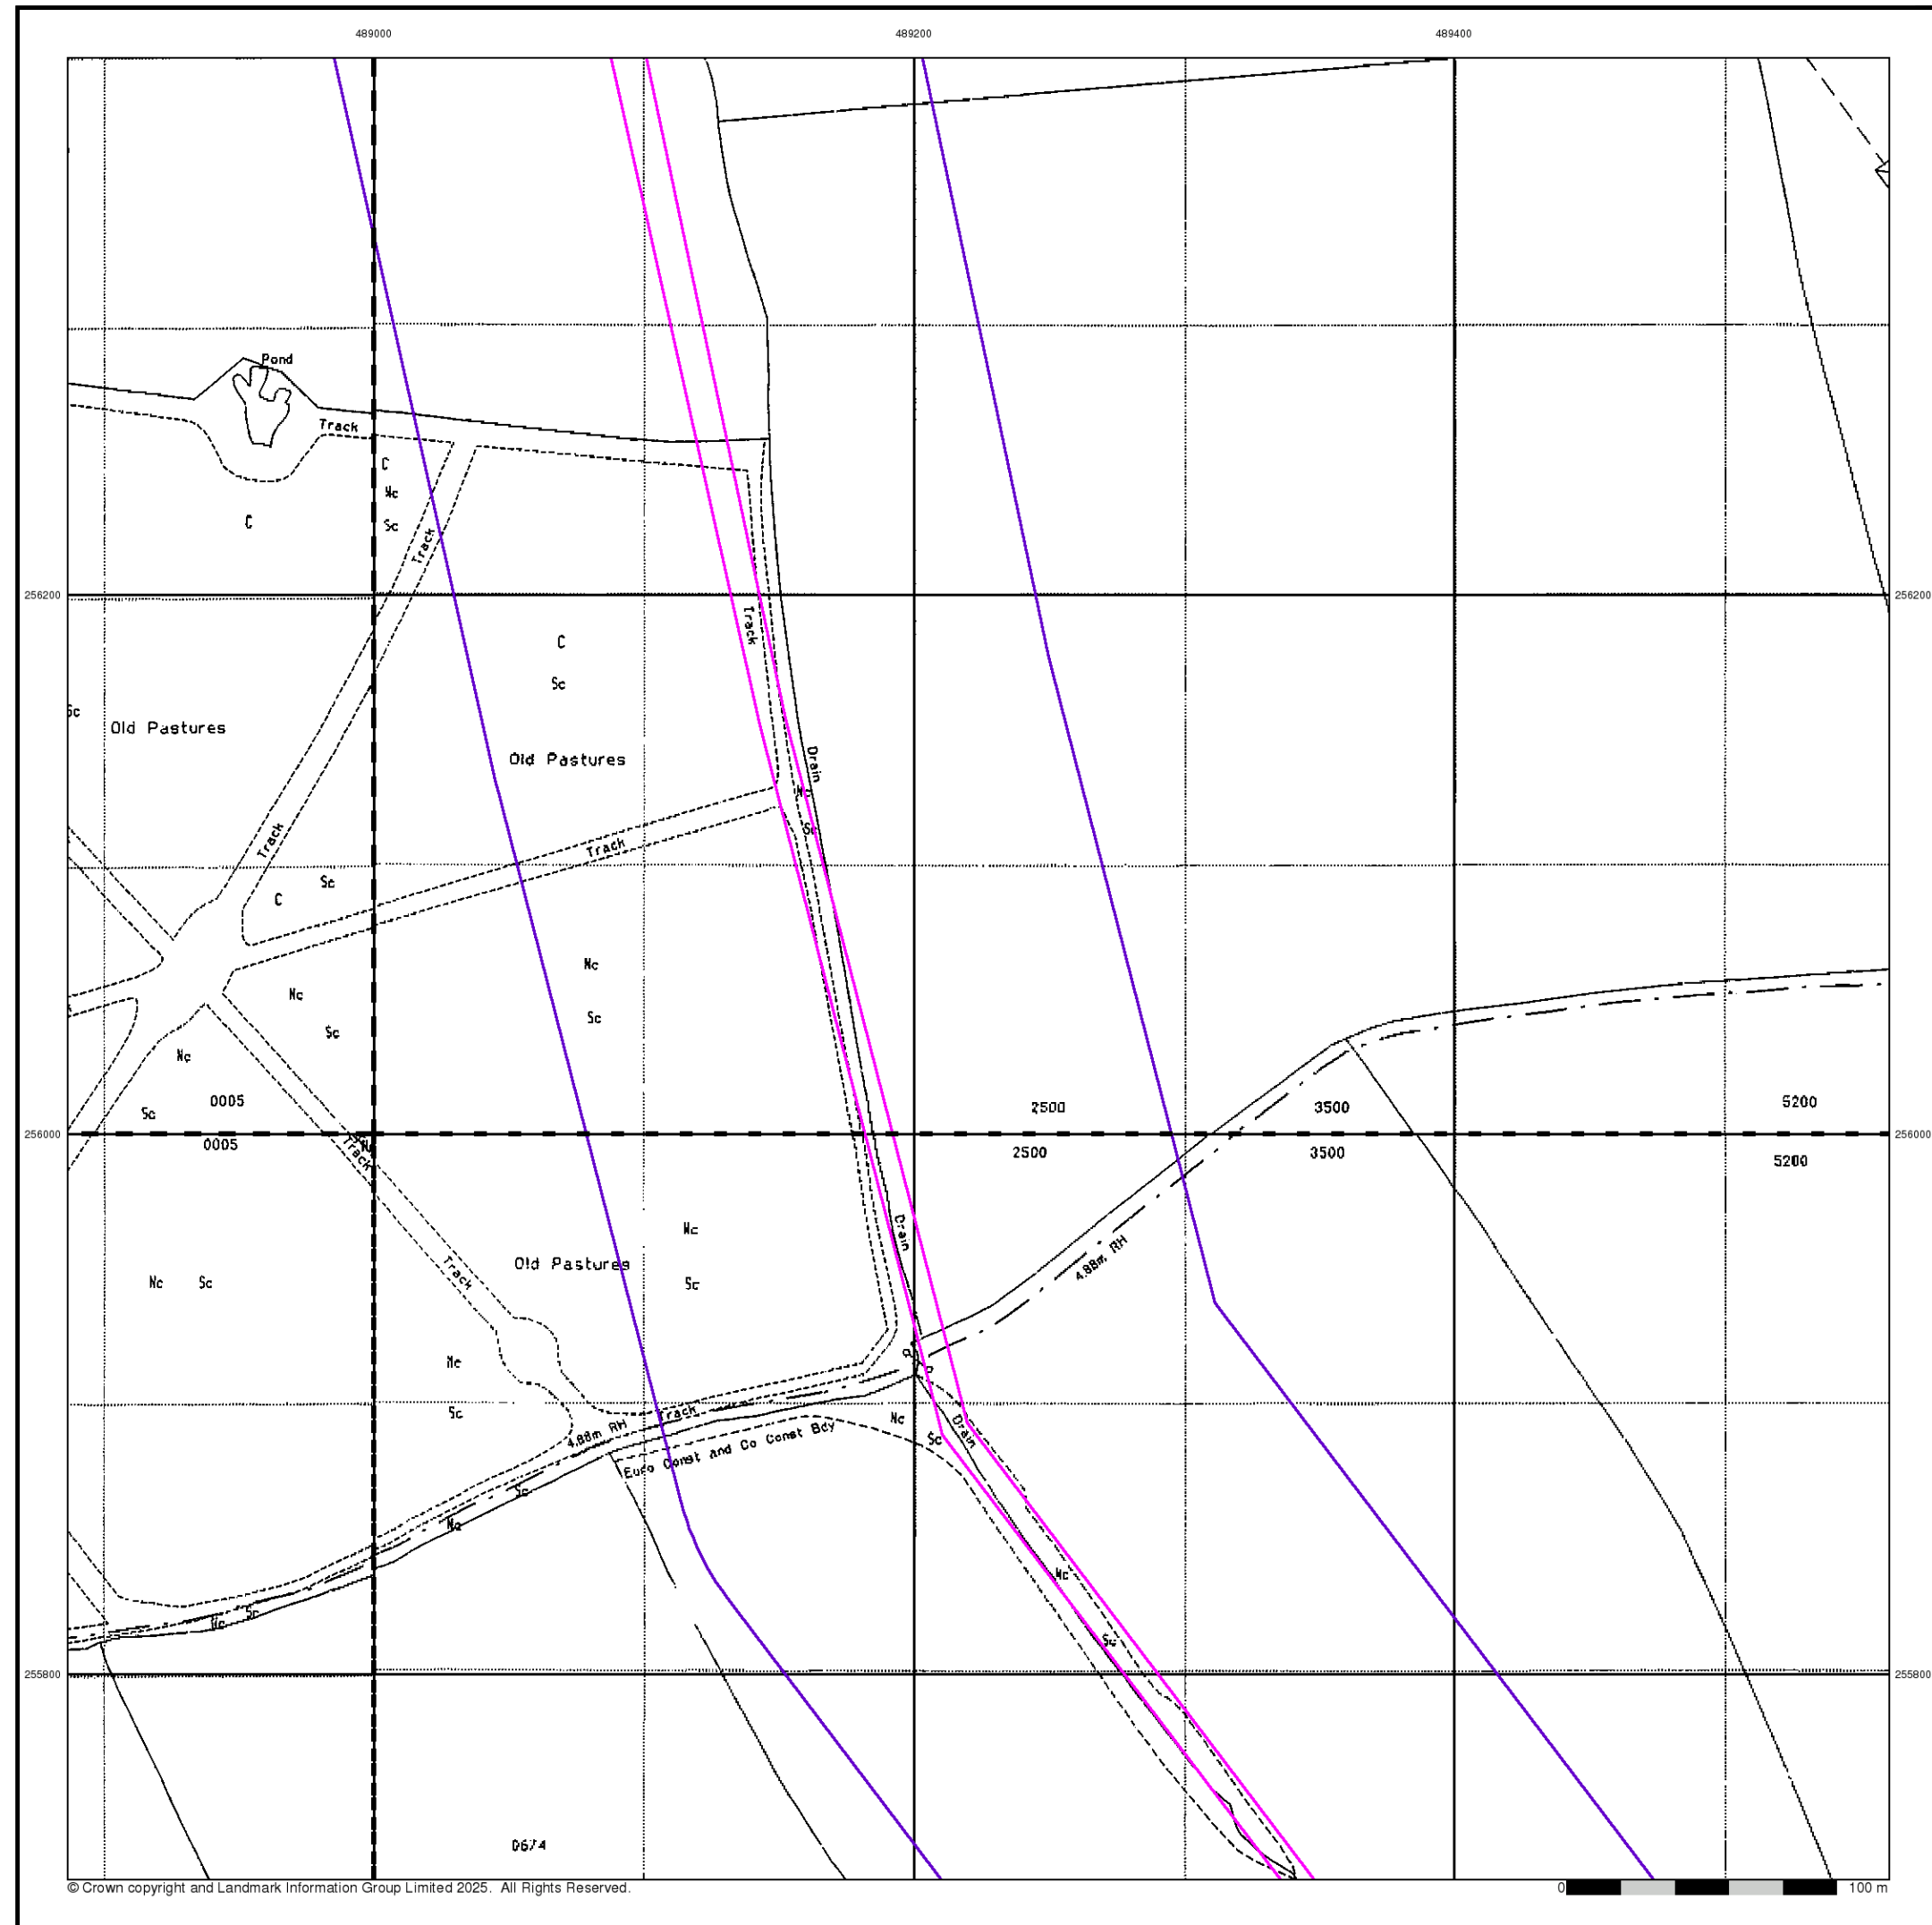 489000 489200 489400
Pond
Track
C
Nc
C
Sc
Track
256200 256200
Track
C
Sc
Sc
Old Pastures
Old Pastures
Drain
Nc
Sc
Track
Track
Sc
C
Nc
Nc
Sc
Sc
Nc
0005 2500 3500 5200
Sc
256000 256000
0005 2500 3500 5200
Track
Nc
Drain
Old Pastures
Track
4.88m RH
Nc Sc
Sc
Nc
Track
Sc
Nc
Drain
4.88m RH
Sc
Euro Const and Co Const Bdy
Sc
Nc
Nc
Sc
Nc
Sc
255800 255800
0674
© Crown copyright and Landmark Information Group Limited 2025. All Rights Reserved.
0 100 m